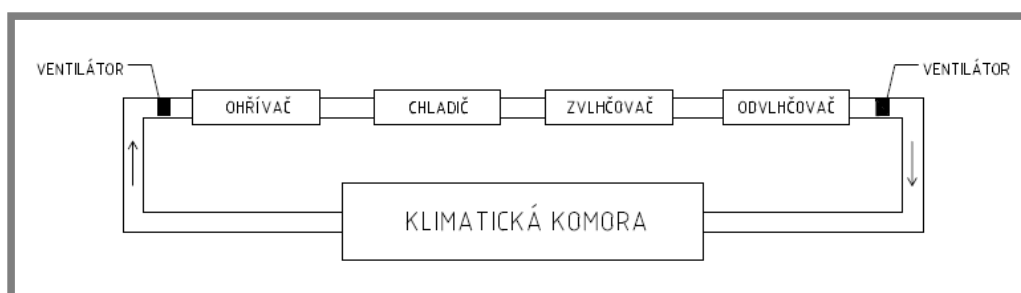 VENTILÁTOR
VENTILÁTOR
OHŘÍVAČ
CHLADIČ
ZVLHČOVAČ
ODVLHČOVAČ
KLIMATICKÁ KOMORA